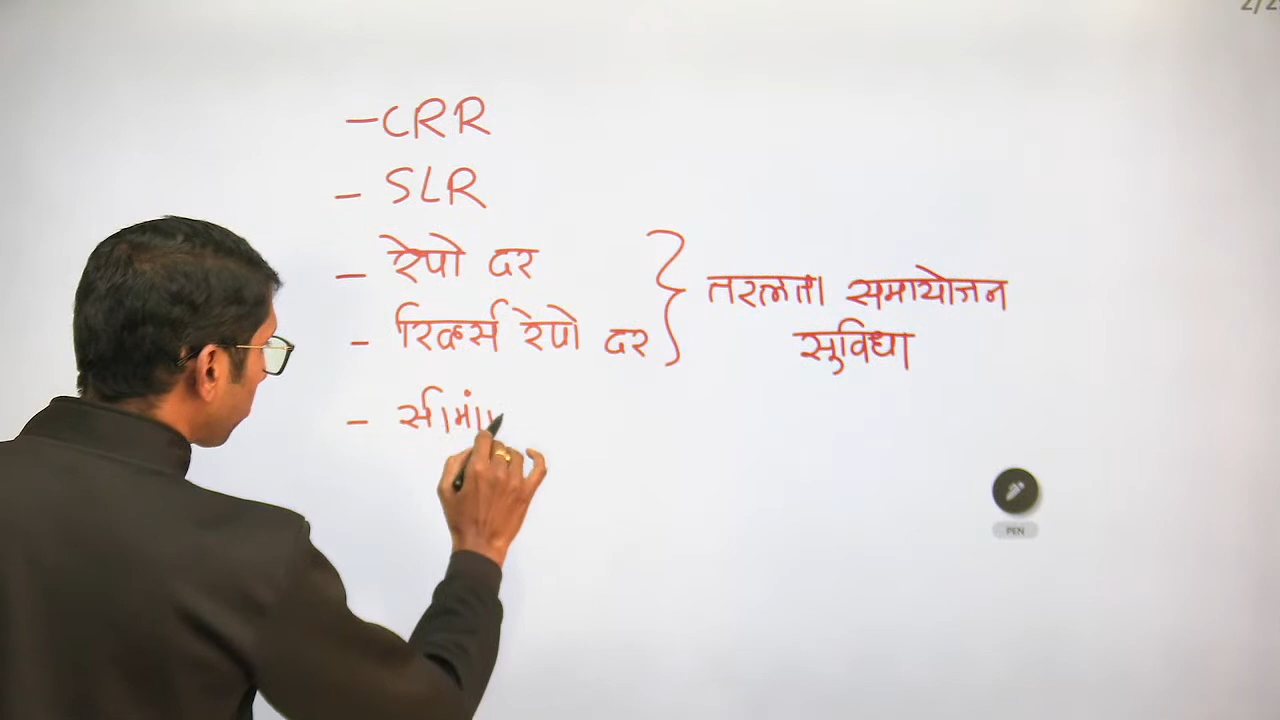 - CRR
- SLR
- रेपो दर
- रिवर्स रेपो दर
तरलता समायोजन
सुविधा
PEN